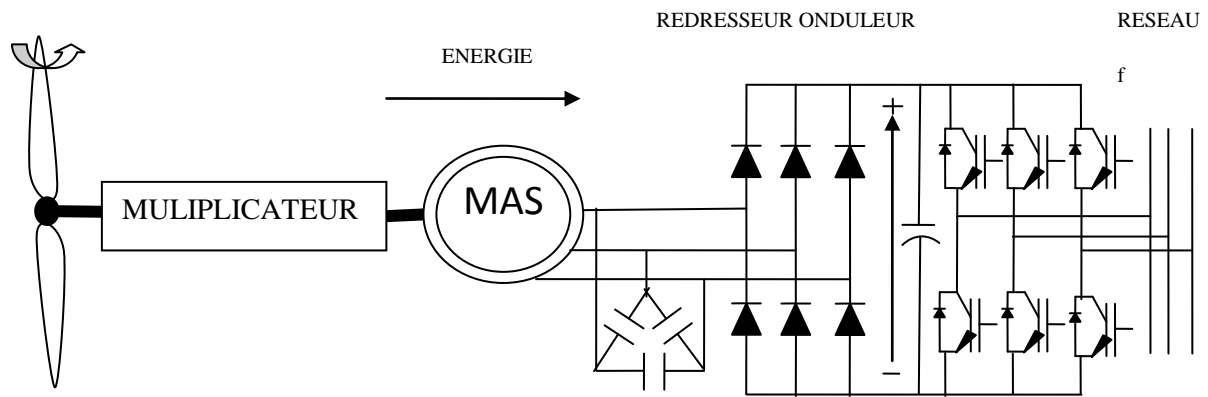 REDRESSEUR ONDULEUR
RESEAU
ENERGIE
f
MULIPLICATEUR
MAS
+
−